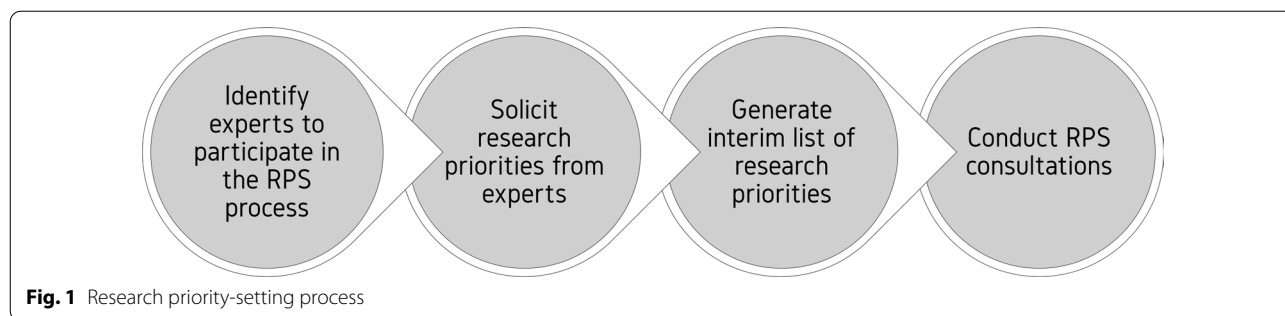 Identify
experts to
participate in
the RPS
process
Solicit
research
priorities from
experts
Generate
interim list of
research
priorities
Conduct RPS
consultations
Fig. 1 Research priority-setting process